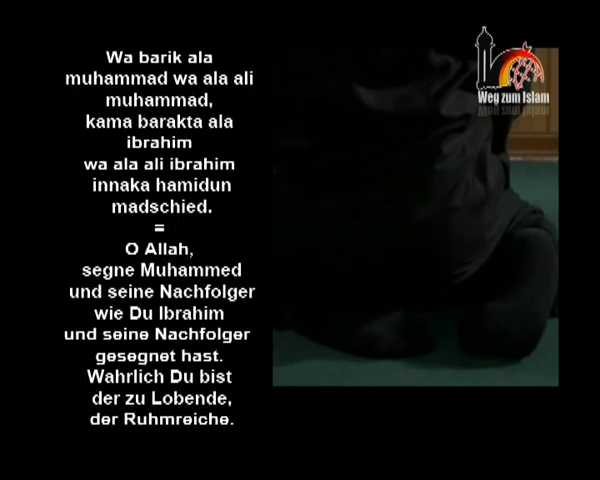 Wa barik ala
muhammad wa ala ali
muhammad,
kama barakta ala
ibrahim
wa ala ali ibrahim
innaka hamidun
madschied.
=
O Allah,
segne Muhammed
und seine Nachfolger
wie Du Ibrahim
und seine Nachfolger
gesegnet hast.
Wahrlich Du bist
der zu Lobende,
der Ruhmreiche.
Weg zum Islam